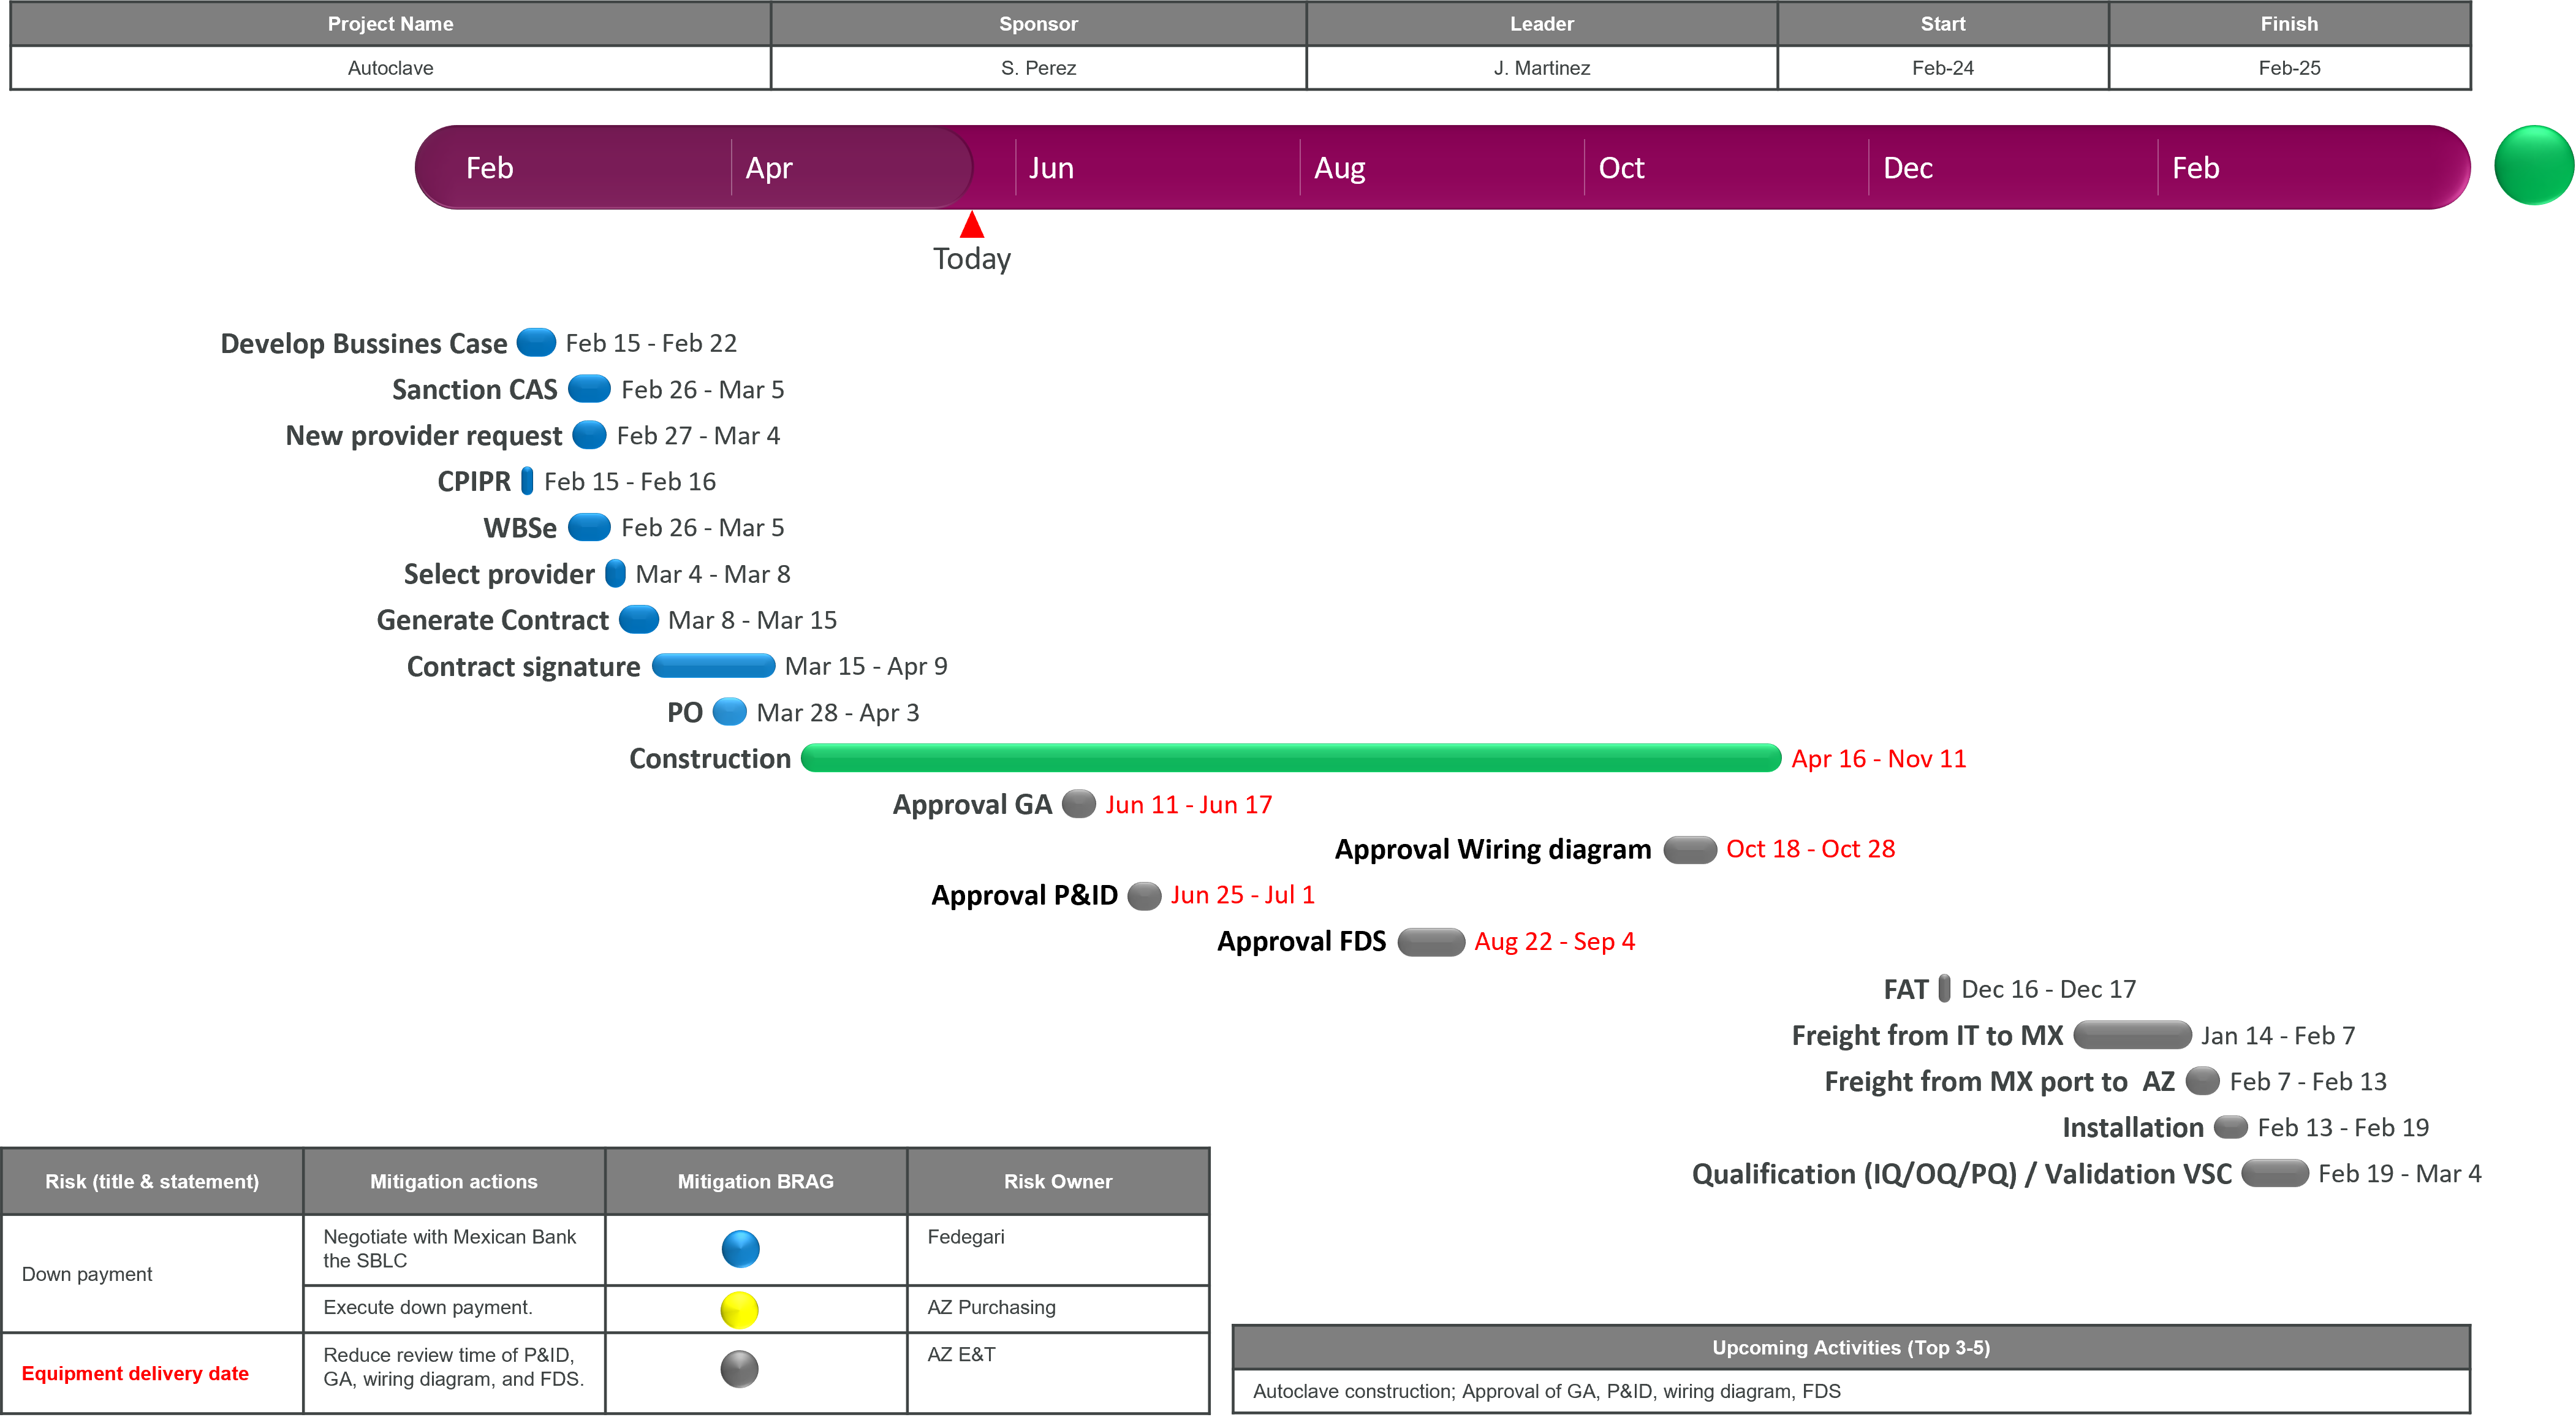 Project Name Sponsor Leader Start Finish
Autoclave S. Perez J. Martinez Feb-24 Feb-25
Feb Apr Jun Aug Oct Dec Feb
Today
Develop Bussines Case Feb 15 - Feb 22
Sanction CAS Feb 26 - Mar 5
New provider request Feb 27 - Mar 4
CPIPR Feb 15 - Feb 16
WBSe Feb 26 - Mar 5
Select provider Mar 4 - Mar 8
Generate Contract Mar 8 - Mar 15
Contract signature Mar 15 - Apr 9
PO Mar 28 - Apr 3
Construction Apr 16 - Nov 11
Approval GA Jun 11 - Jun 17
Approval Wiring diagram Oct 18 - Oct 28
Approval P&ID Jun 25 - Jul 1
Approval FDS Aug 22 - Sep 4
FAT Dec 16 - Dec 17
Freight from IT to MX Jan 14 - Feb 7
Freight from MX port to AZ Feb 7 - Feb 13
Installation Feb 13 - Feb 19
Qualification (IQ/OQ/PQ) / Validation VSC Feb 19 - Mar 4
Risk (title & statement) Mitigation actions Mitigation BRAG Risk Owner
Down payment
Negotiate with Mexican Bank
the SBLC
Fedegari
Execute down payment.
AZ Purchasing
Equipment delivery date
Reduce review time of P&ID,
GA, wiring diagram, and FDS.
AZ E&T
Upcoming Activities (Top 3-5)
Autoclave construction; Approval of GA, P&ID, wiring diagram, FDS